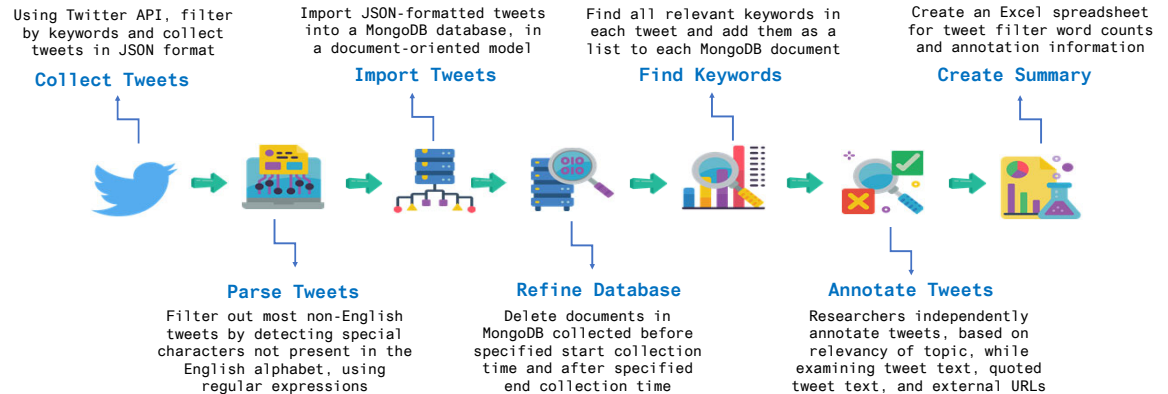 Using Twitter API, filter
by keywords and collect
tweets in JSON format
Collect Tweets
Import JSON-formatted tweets
into a MongoDB database, in
a document-oriented model
Import Tweets
Find all relevant keywords in
each tweet and add them as a
list to each MongoDB document
Find Keywords
Create an Excel spreadsheet
for tweet filter word counts
and annotation information
Create Summary
Parse Tweets
Filter out most non-English
tweets by detecting special
characters not present in the
English alphabet, using
regular expressions
Refine Database
Delete documents in
MongoDB collected before
specified start collection
time and after specified
end collection time
Annotate Tweets
Researchers independently
annotate tweets, based on
relevancy of topic, while
examining tweet text, quoted
tweet text, and external URLs